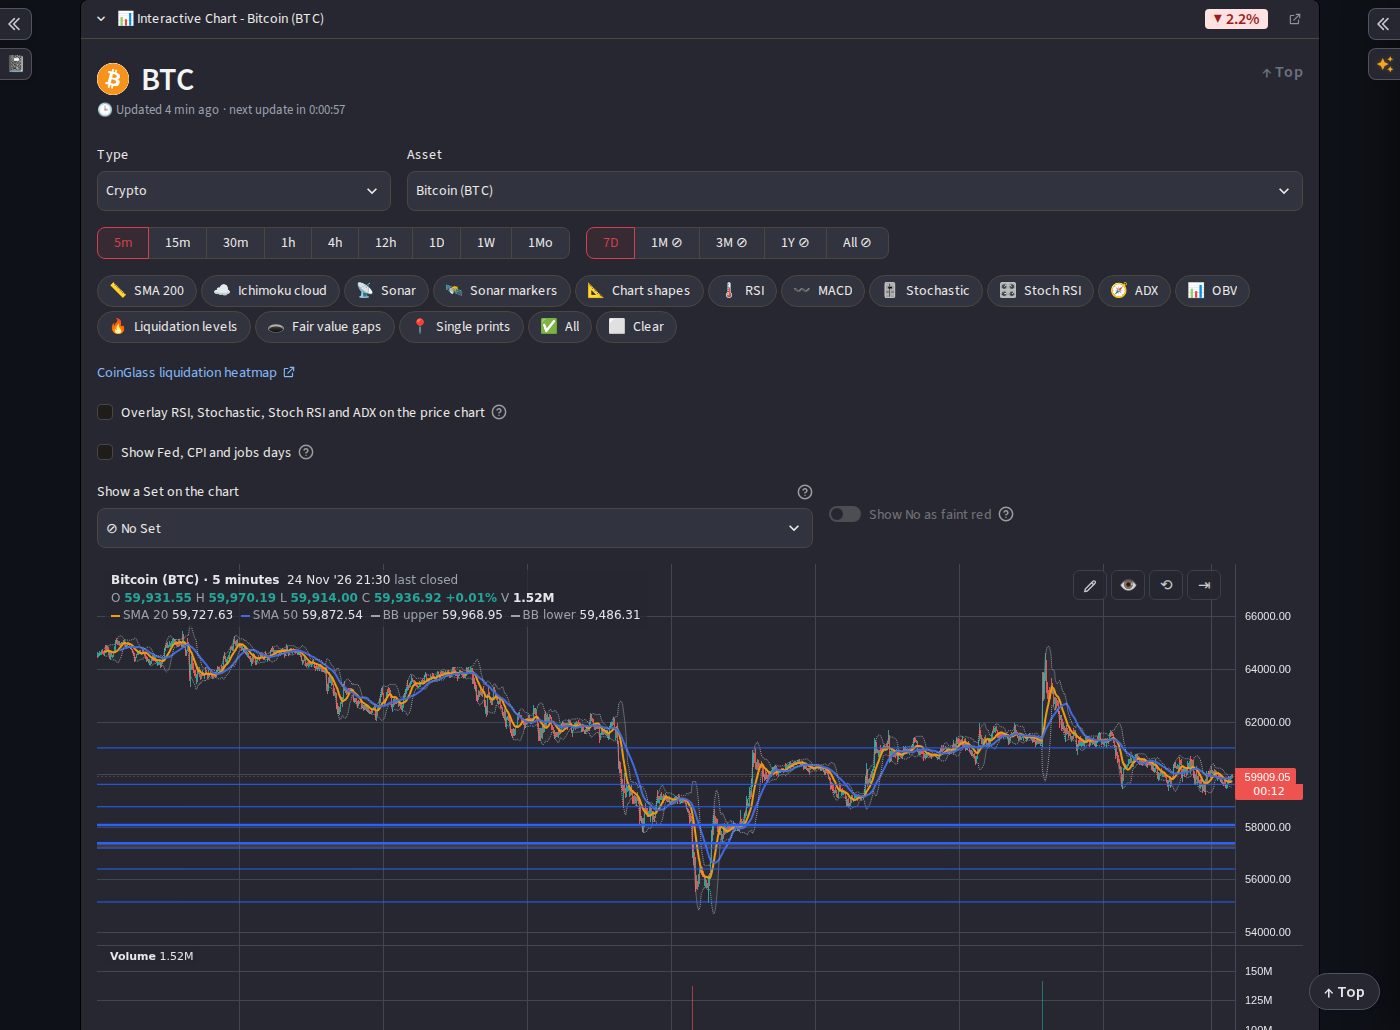 Interactive Chart - Bitcoin (BTC)
▼ 2.2%
BTC
↑ Top
Updated 4 min ago · next update in 0:00:57
Type
Asset
Crypto
Bitcoin (BTC)
5m 15m 30m 1h 4h 12h 1D 1W 1Mo 7D 1M ⊘ 3M ⊘ 1Y ⊘ All ⊘
SMA 200 Ichimoku cloud Sonar Sonar markers Chart shapes RSI MACD Stochastic Stoch RSI ADX OBV
Liquidation levels Fair value gaps Single prints All Clear
CoinGlass liquidation heatmap
Overlay RSI, Stochastic, Stoch RSI and ADX on the price chart
Show Fed, CPI and jobs days
Show a Set on the chart
⊘ No Set
Show No as faint red
Bitcoin (BTC) · 5 minutes 24 Nov '26 21:30 last closed
O 59,931.55 H 59,970.19 L 59,914.00 C 59,936.92 +0.01% V 1.52M
SMA 20 59,727.63 SMA 50 59,872.54 BB upper 59,968.95 BB lower 59,486.31
66000.00
64000.00
62000.00
59909.05
00:12
58000.00
56000.00
54000.00
Volume 1.52M
150M
125M
100M
↑ Top